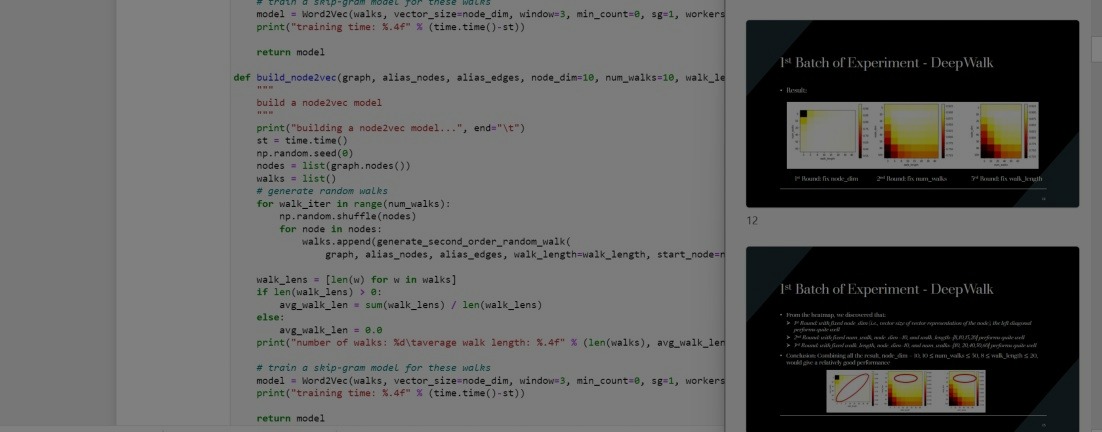 # train a skip-gram model for these walks
model = Word2Vec(walks, vector_size=node_dim, window=3, min_count=0, sg=1, workers
print("training time: %.4f" % (time.time()-st))
return model
def build_node2vec(graph, alias_nodes, alias_edges, node_dim=10, num_walks=10, walk_le
"""
build a node2vec model
"""
print("building a node2vec model...", end="\t")
st = time.time()
np.random.seed(0)
nodes = list(graph.nodes())
walks = list()
# generate random walks
for walk_iter in range(num_walks):
np.random.shuffle(nodes)
for node in nodes:
walks.append(generate_second_order_random_walk(
graph, alias_nodes, alias_edges, walk_length=walk_length, start_node=n
walk_lens = [len(w) for w in walks]
if len(walk_lens) > 0:
avg_walk_len = sum(walk_lens) / len(walk_lens)
else:
avg_walk_len = 0.0
print("number of walks: %d\taverage walk length: %.4f" % (len(walks), avg_walk_len
# train a skip-gram model for these walks
model = Word2Vec(walks, vector_size=node_dim, window=3, min_count=0, sg=1, workers
print("training time: %.4f" % (time.time()-st))
return model
1st Batch of Experiment - DeepWalk
• Result:
1st Round: fix node_dim
2nd Round: fix num_walks
3rd Round: fix walk_length
12
1st Batch of Experiment - DeepWalk
• From the heatmap, we discovered that:
➤ 1st Round: with fixed node_dim (i.e., vector size of vector representation of the node), the left diagonal
performs quite well
➤ 2nd Round: with fixed num_walk, node_dim=10, and walk_length=[8,10,15,20] performs quite well
➤ 3rd Round: with fixed walk_length, node_dim=10, and num_walks=[10, 20,40,50,60] performs quite well
• Conclusion: Combining all the result, node_dim = 10, 10 ≤ num_walks ≤ 50, 8 ≤ walk_length ≤ 20,
would give a relatively good performance